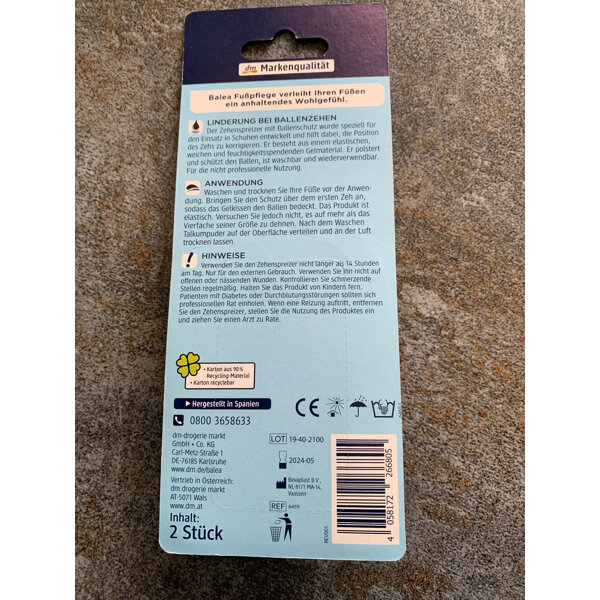 dm Markenqualität
Balea Fußpflege verleiht Ihren Füßen
ein anhaltendes Wohlgefühl.
LINDERUNG BEI BALLENZEHEN
Der Zehenspreizer mit Ballenschutz wurde speziell für
den Einsatz in Schuhen entwickelt und hilft dabei, die Position
des Zehs zu korrigieren. Er besteht aus einem elastischen,
weichen und feuchtigkeitsspendenden Gelmaterial. Er polstert
und schützt den Ballen, ist waschbar und wiederverwendbar.
Für die nicht professionelle Nutzung.
ANWENDUNG
Waschen und trocknen Sie Ihre Füße vor der Anwen-
dung. Bringen Sie den Schutz über dem ersten Zeh an,
sodass das Gelkissen den Ballen bedeckt. Das Produkt ist
elastisch. Versuchen Sie jedoch nicht, es auf mehr als das
Vierfache seiner Größe zu dehnen. Nach dem Waschen
Talkumpuder auf der Oberfläche verteilen und an der Luft
trocknen lassen.
HINWEISE
Verwenden Sie den Zehenspreizer nicht länger als 14 Stunden
am Tag. Nur für den externen Gebrauch. Verwenden Sie ihn nicht auf
offenen oder nässenden Wunden. Kontrollieren Sie schmerzende
Stellen regelmäßig. Halten Sie das Produkt von Kindern fern.
Patienten mit Diabetes oder Durchblutungsstörungen sollten sich
professionellen Rat einholen. Wenn eine Reizung auftritt, entfernen
Sie den Zehenspreizer, stellen Sie die Nutzung des Produktes ein
und ziehen Sie einen Arzt zu Rate.
• Karton aus 90%
Recycling-Material
• Karton recyclebar
Hergestellt in Spanien
0800 3658633
dm-drogerie markt
GmbH + Co. KG
Carl-Metz-Straße 1
DE-76185 Karlsruhe
www.dm.de/balea
Vertrieb in Österreich:
dm drogerie markt
AT-5071 Wals
www.dm.at
Inhalt:
2 Stück
CE
LOT 19-40-2100
2024-05
Bevaplast B.V.,
NL-8171 MA-14,
Vaassen
REF 6459
REV001
4 058172 266805